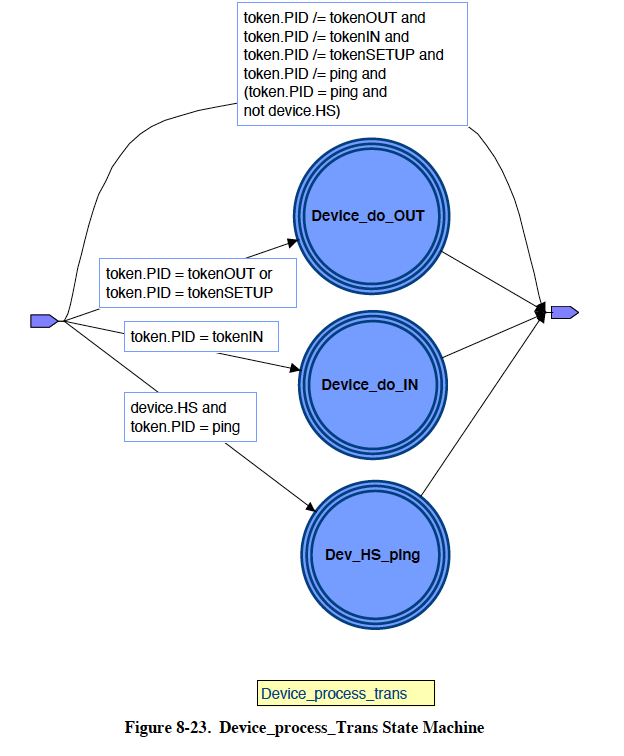 token.PID /= tokenOUT and
token.PID /= tokenIN and
token.PID /= tokenSETUP and
token.PID /= ping and
(token.PID = ping and
not device.HS)
Device_do_OUT
token.PID = tokenOUT or
token.PID = tokenSETUP
token.PID = tokenIN
Device_do_IN
device.HS and
token.PID = ping
Dev_HS_ping
Device_process_trans
Figure 8-23. Device_process_Trans State Machine